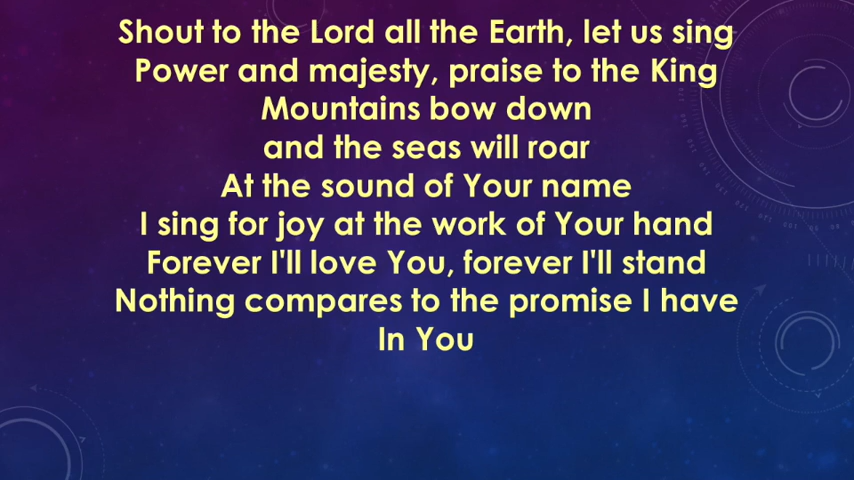 Shout to the Lord all the Earth, let us sing
Power and majesty, praise to the King
Mountains bow down
and the seas will roar
At the sound of Your name
I sing for joy at the work of Your hand
Forever I'll love You, forever I'll stand
Nothing compares to the promise I have
In You